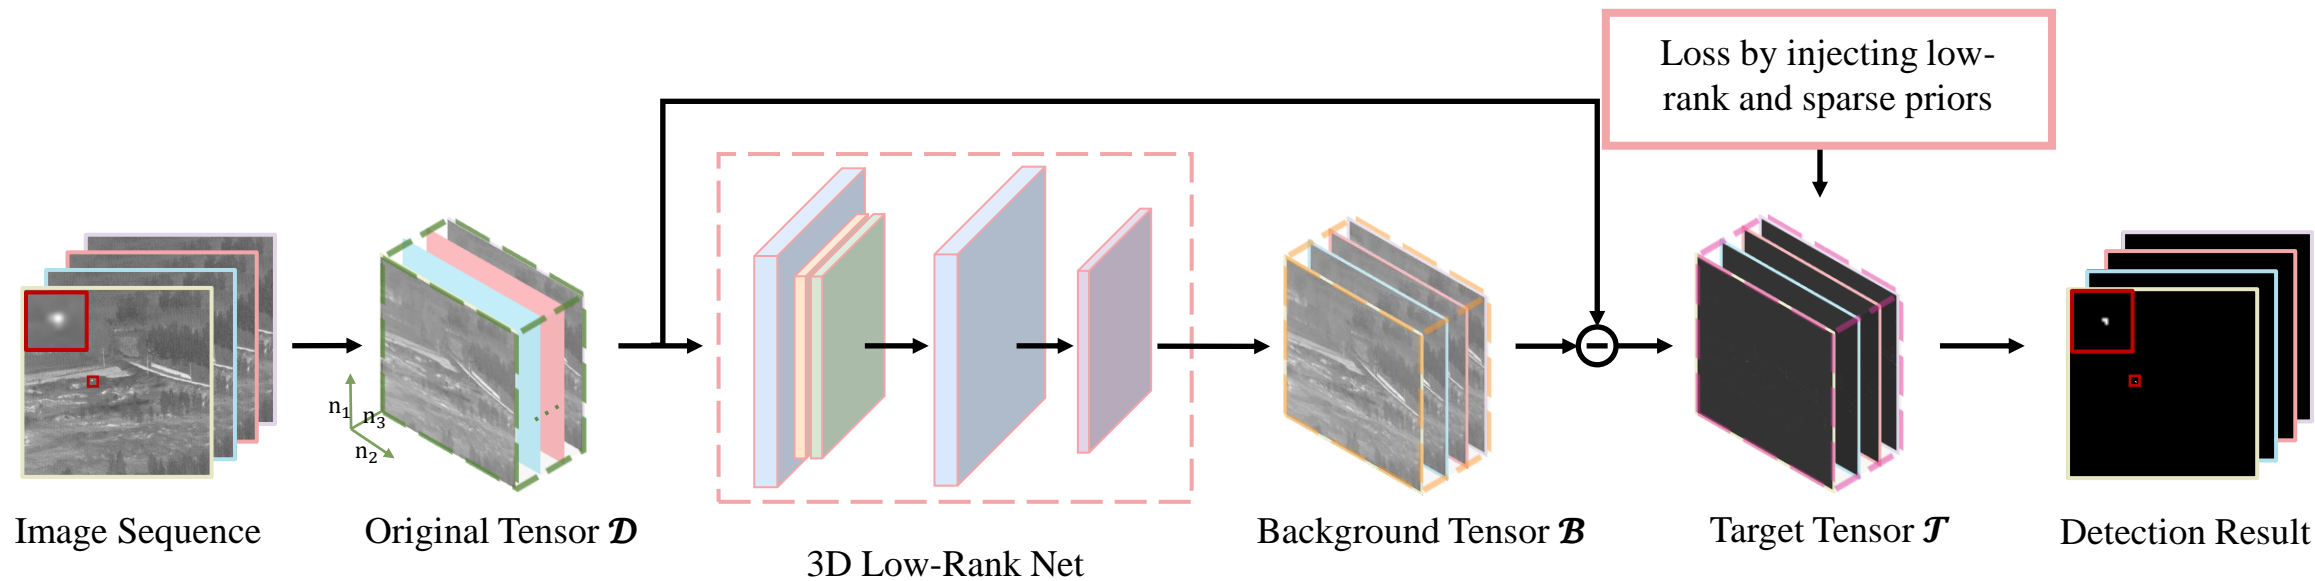 Loss by injecting low-
rank and sparse priors
n₁
n₃
n₂
Image Sequence
Original Tensor 𝓓
3D Low-Rank Net
Background Tensor 𝓑
Target Tensor 𝓣
Detection Result